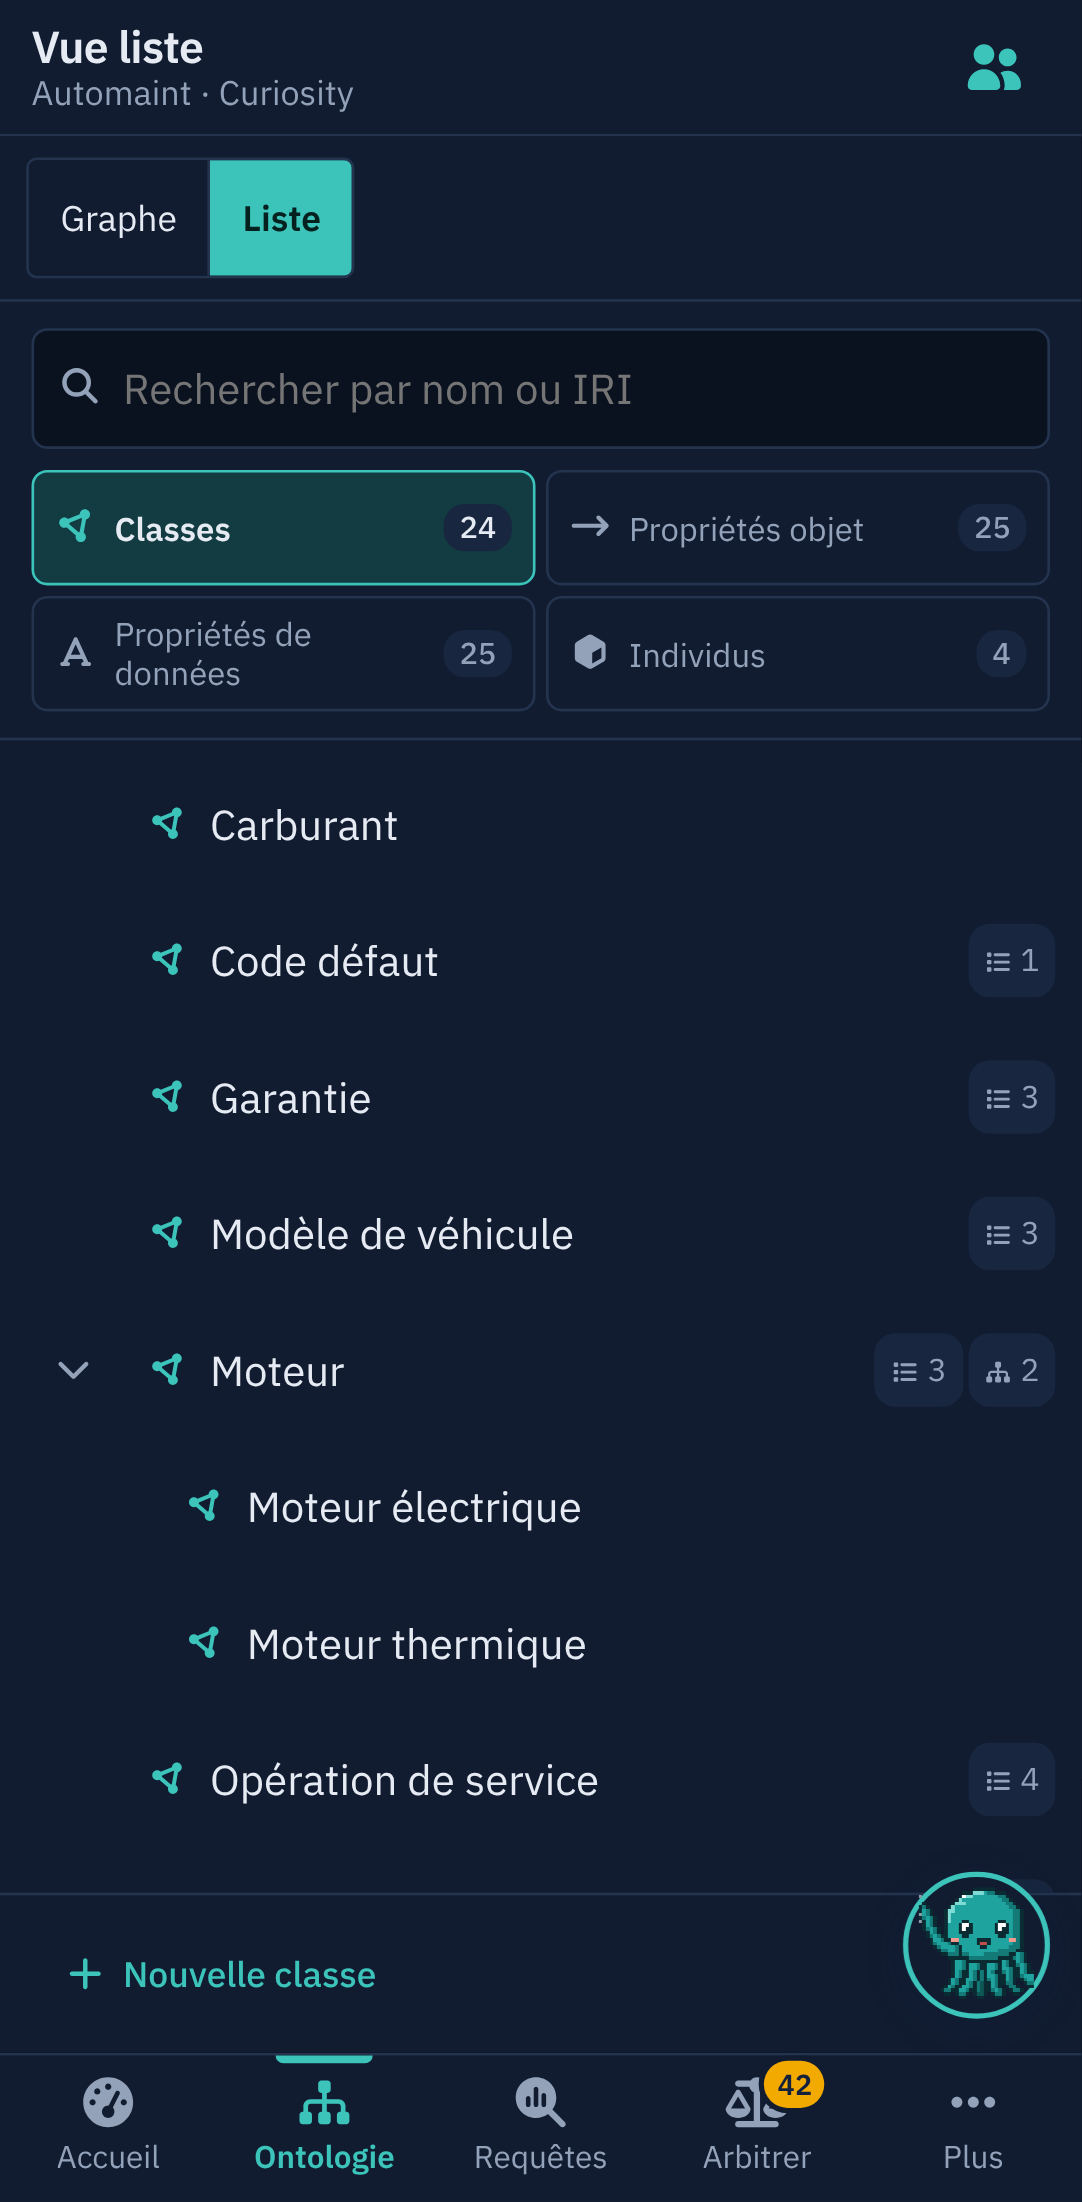 Vue liste
Automaint · Curiosity
Graphe
Liste
Rechercher par nom ou IRI
Classes
24
Propriétés objet
25
Propriétés de
données
25
Individus
4
Carburant
Code défaut
1
Garantie
3
Modèle de véhicule
3
Moteur
3
2
Moteur électrique
Moteur thermique
Opération de service
4
Nouvelle classe
42
Accueil
Ontologie
Requêtes
Arbitrer
Plus